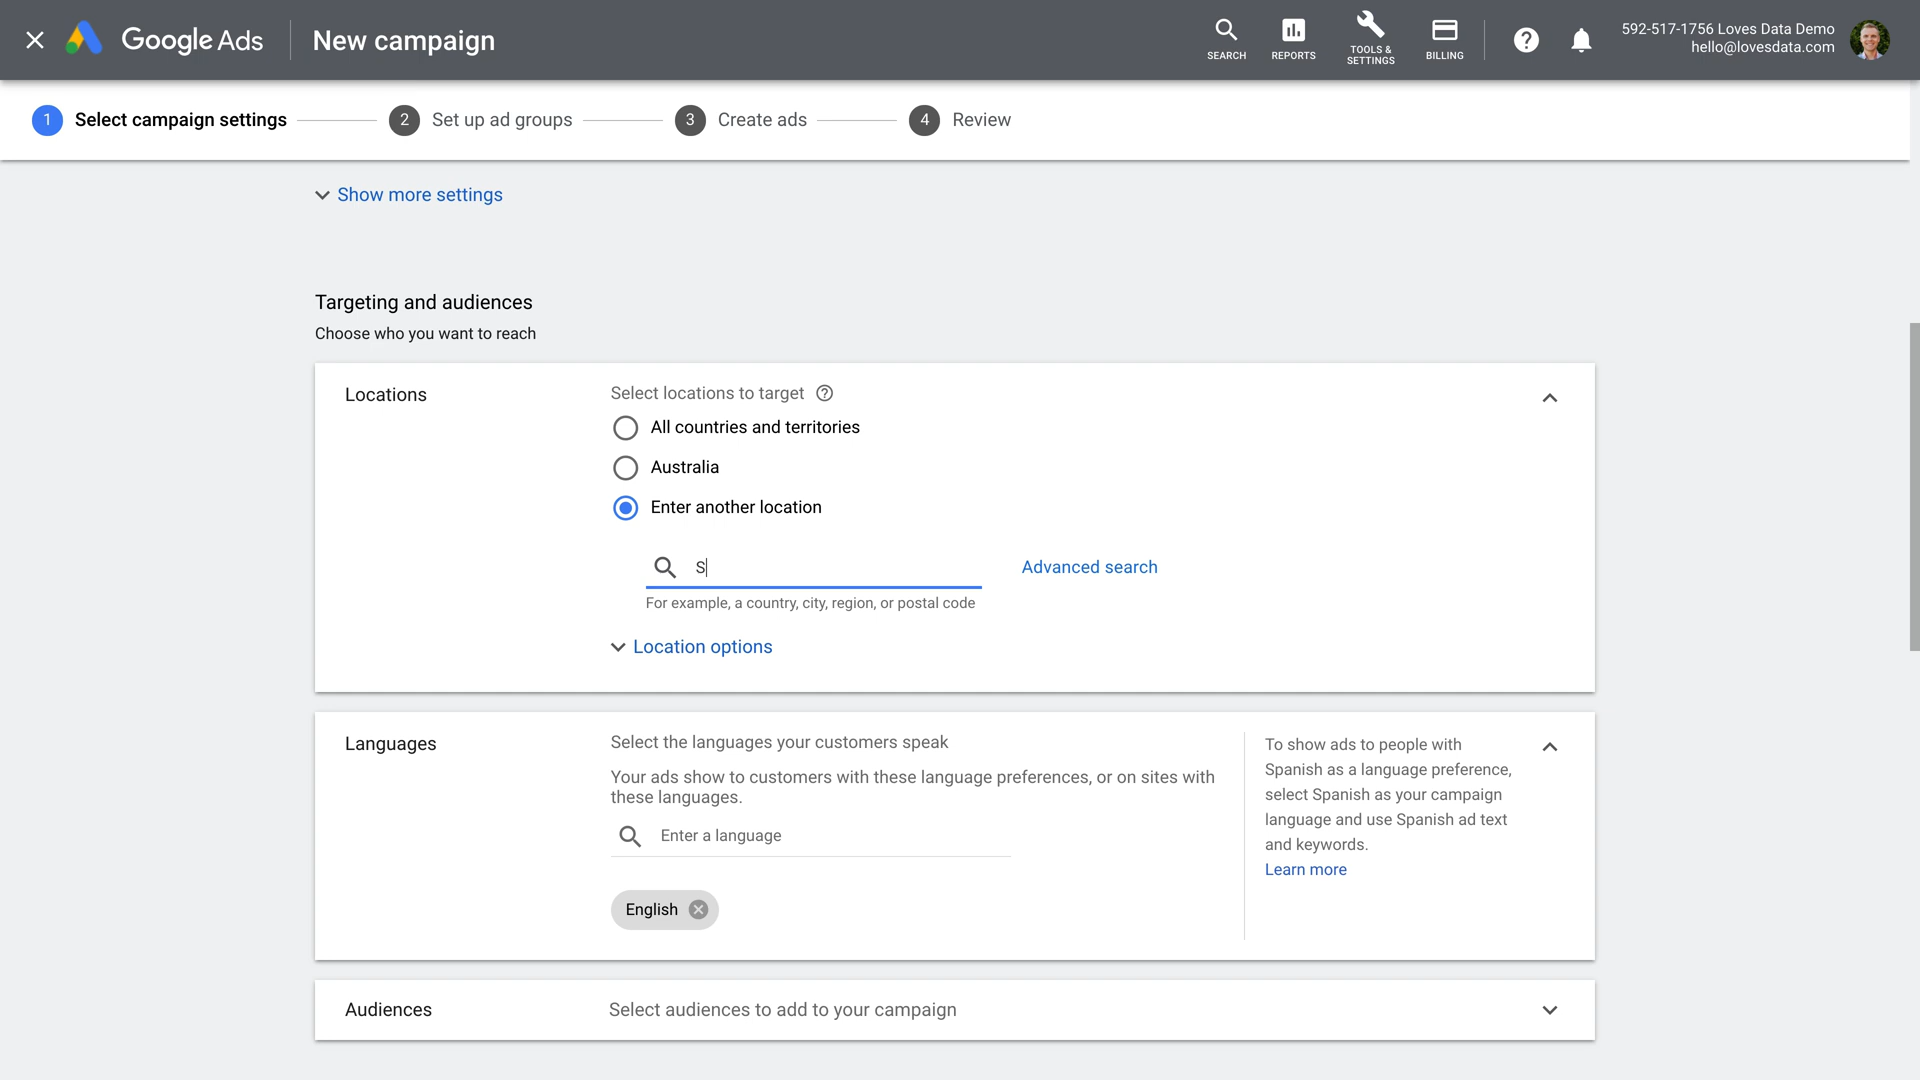 Google Ads
New campaign
SEARCH
REPORTS
TOOLS &
SETTINGS
BILLING
592-517-1756 Loves Data Demo
hello@lovesdata.com
1 Select campaign settings
2 Set up ad groups
3 Create ads
4 Review
Show more settings
Targeting and audiences
Choose who you want to reach
Locations
Select locations to target
All countries and territories
Australia
Enter another location
S
Advanced search
For example, a country, city, region, or postal code
Location options
Languages
Select the languages your customers speak
Your ads show to customers with these language preferences, or on sites with
these languages.
Enter a language
English
To show ads to people with
Spanish as a language preference,
select Spanish as your campaign
language and use Spanish ad text
and keywords.
Learn more
Audiences
Select audiences to add to your campaign